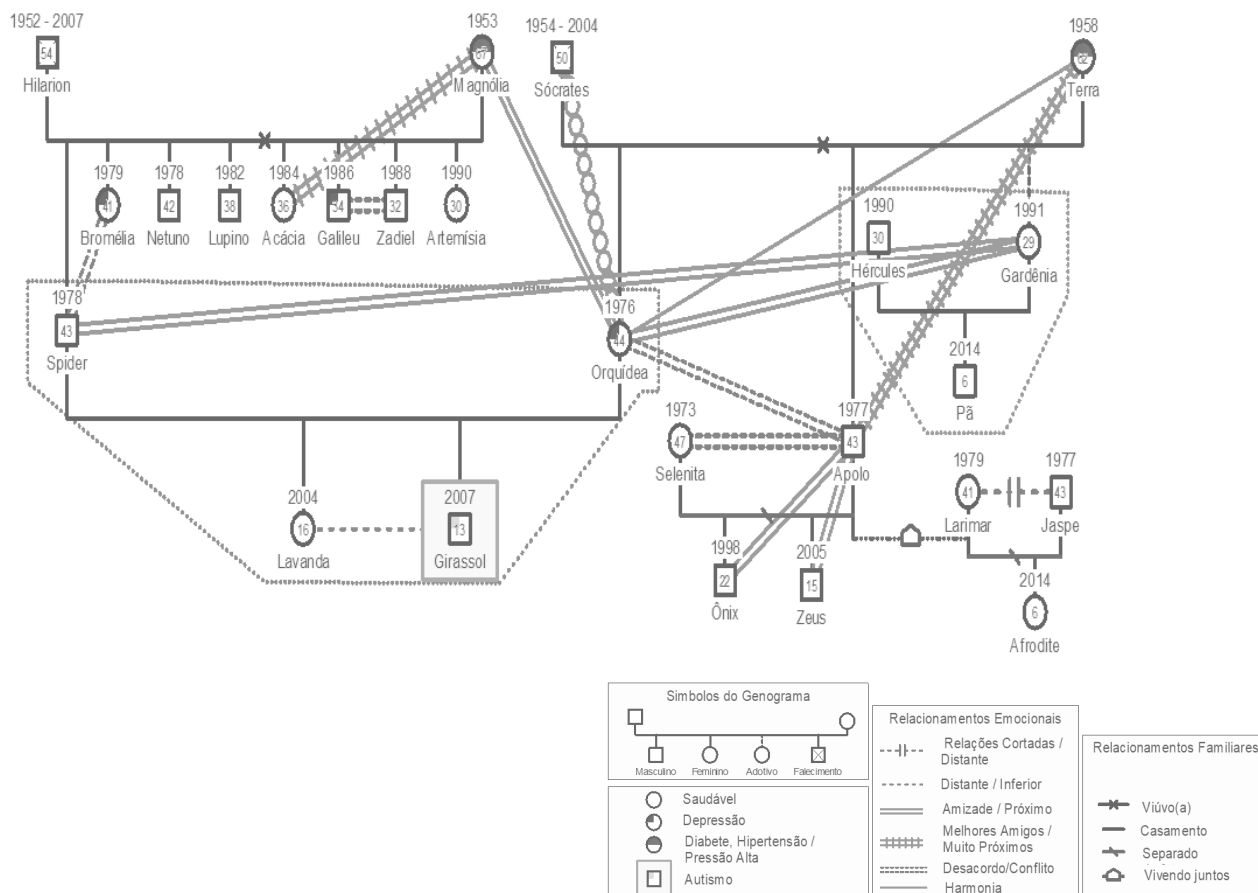 1952 - 2007
54
Hilarion
1953
67
Magnólia
1954 - 2004
50
Sócrates
1958
62
Terra
1979
41
Bromélia
1978
42
Netuno
1982
38
Lupino
1984
36
Acácia
1986
34
Galileu
1988
32
Zadiel
1990
30
Artemísia
1990
30
Hércules
1991
29
Gardênia
1978
43
Spider
1976
44
Orquídea
2014
6
Pã
1973
47
Selenita
1977
43
Apolo
1979
41
Larimar
1977
43
Jaspe
2004
16
Lavanda
2007
13
Girassol
1998
22
Ônix
2005
15
Zeus
2014
6
Afrodite
Simbolos do Genograma
Masculino
Feminino
Adotivo
Falecimento
Saudável
Depressão
Diabete, Hipertensão /
Pressão Alta
Autismo
Relacionamentos Emocionais
Relações Cortadas /
Distante
Distante / Inferior
Amizade / Próximo
Melhores Amigos /
Muito Próximos
Desacordo/Conflito
Harmonia
Relacionamentos Familiares
Viúvo(a)
Casamento
Separado
Vivendo juntos